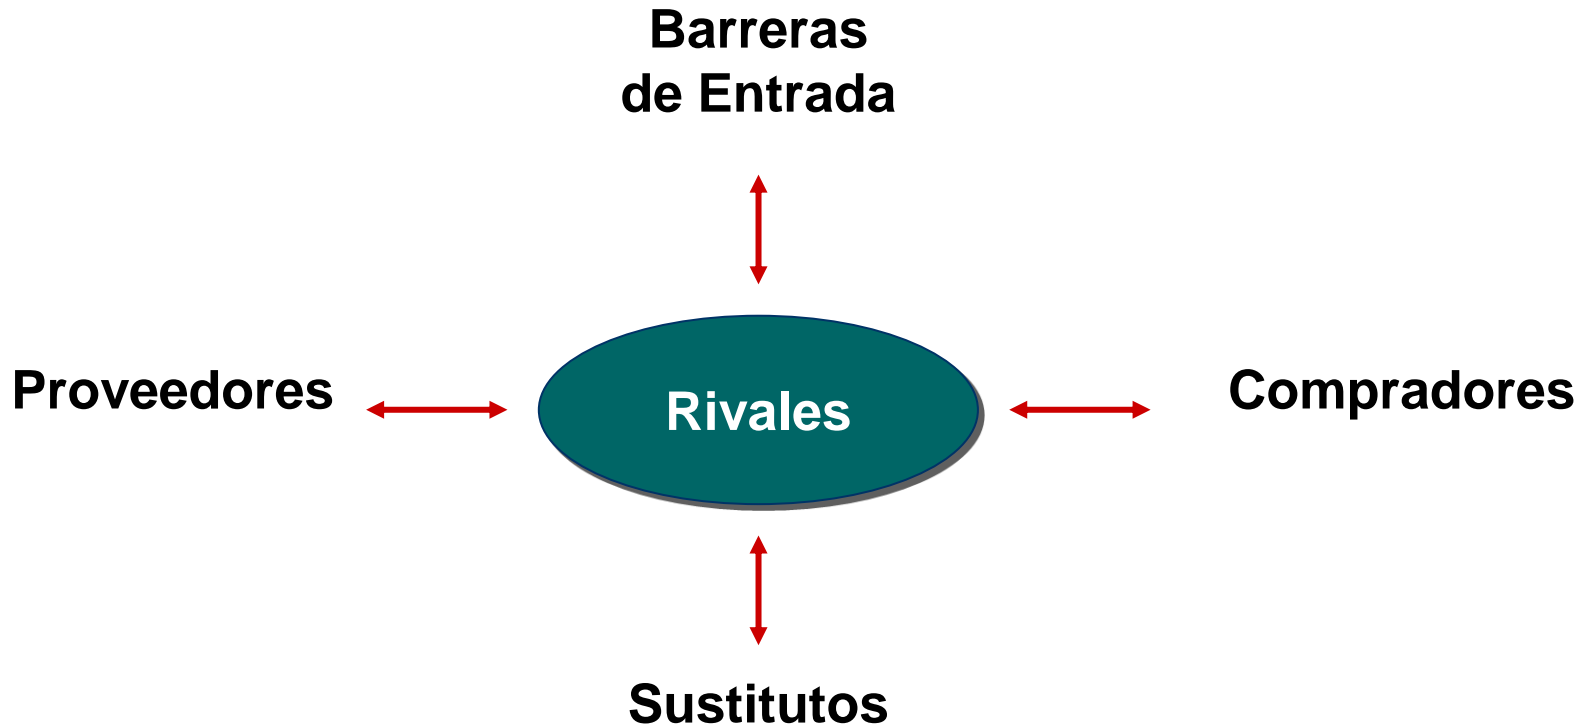 Barreras
de Entrada
Proveedores
Rivales
Compradores
Sustitutos